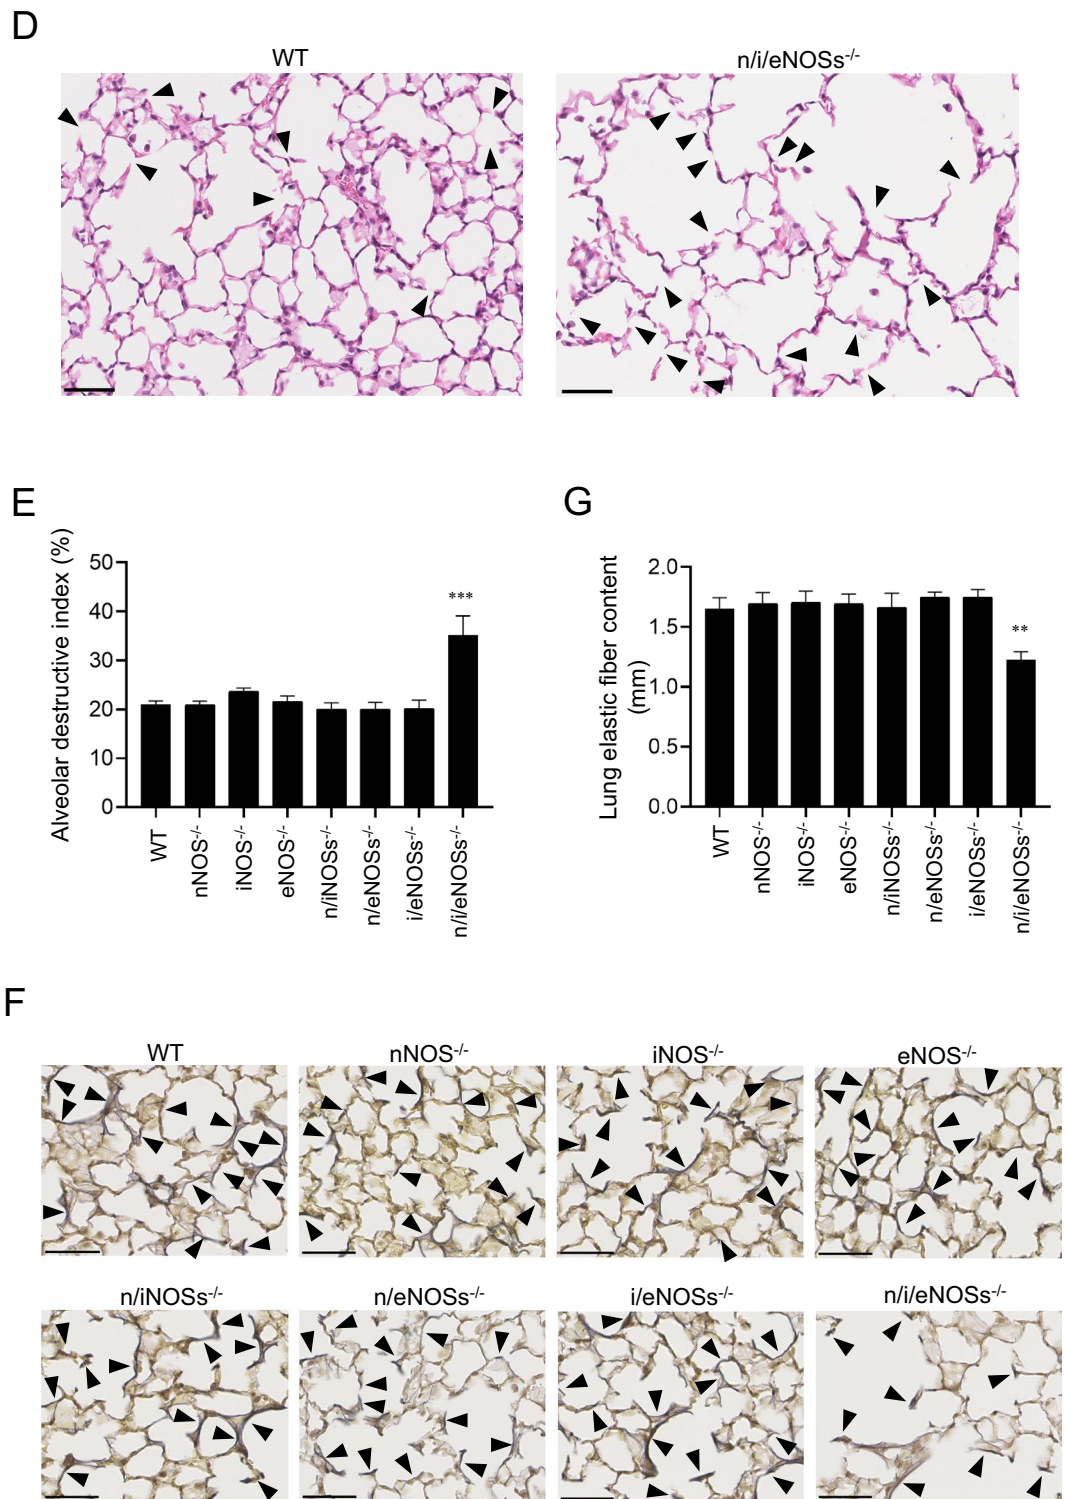 D
WT
n/i/eNOSs-/-
E
Alveolar destructive index (%)
50
40
30
20
10
0
***
WT
nNOS-/-
iNOS-/-
eNOS-/-
n/iNOSs-/-
n/eNOSs-/-
i/eNOSs-/-
n/i/eNOSs-/-
G
Lung elastic fiber content
(mm)
2.0
1.5
1.0
0.5
0.0
**
WT
nNOS-/-
iNOS-/-
eNOS-/-
n/iNOSs-/-
n/eNOSs-/-
i/eNOSs-/-
n/i/eNOSs-/-
F
WT
nNOS-/-
iNOS-/-
eNOS-/-
n/iNOSs-/-
n/eNOSs-/-
i/eNOSs-/-
n/i/eNOSs-/-